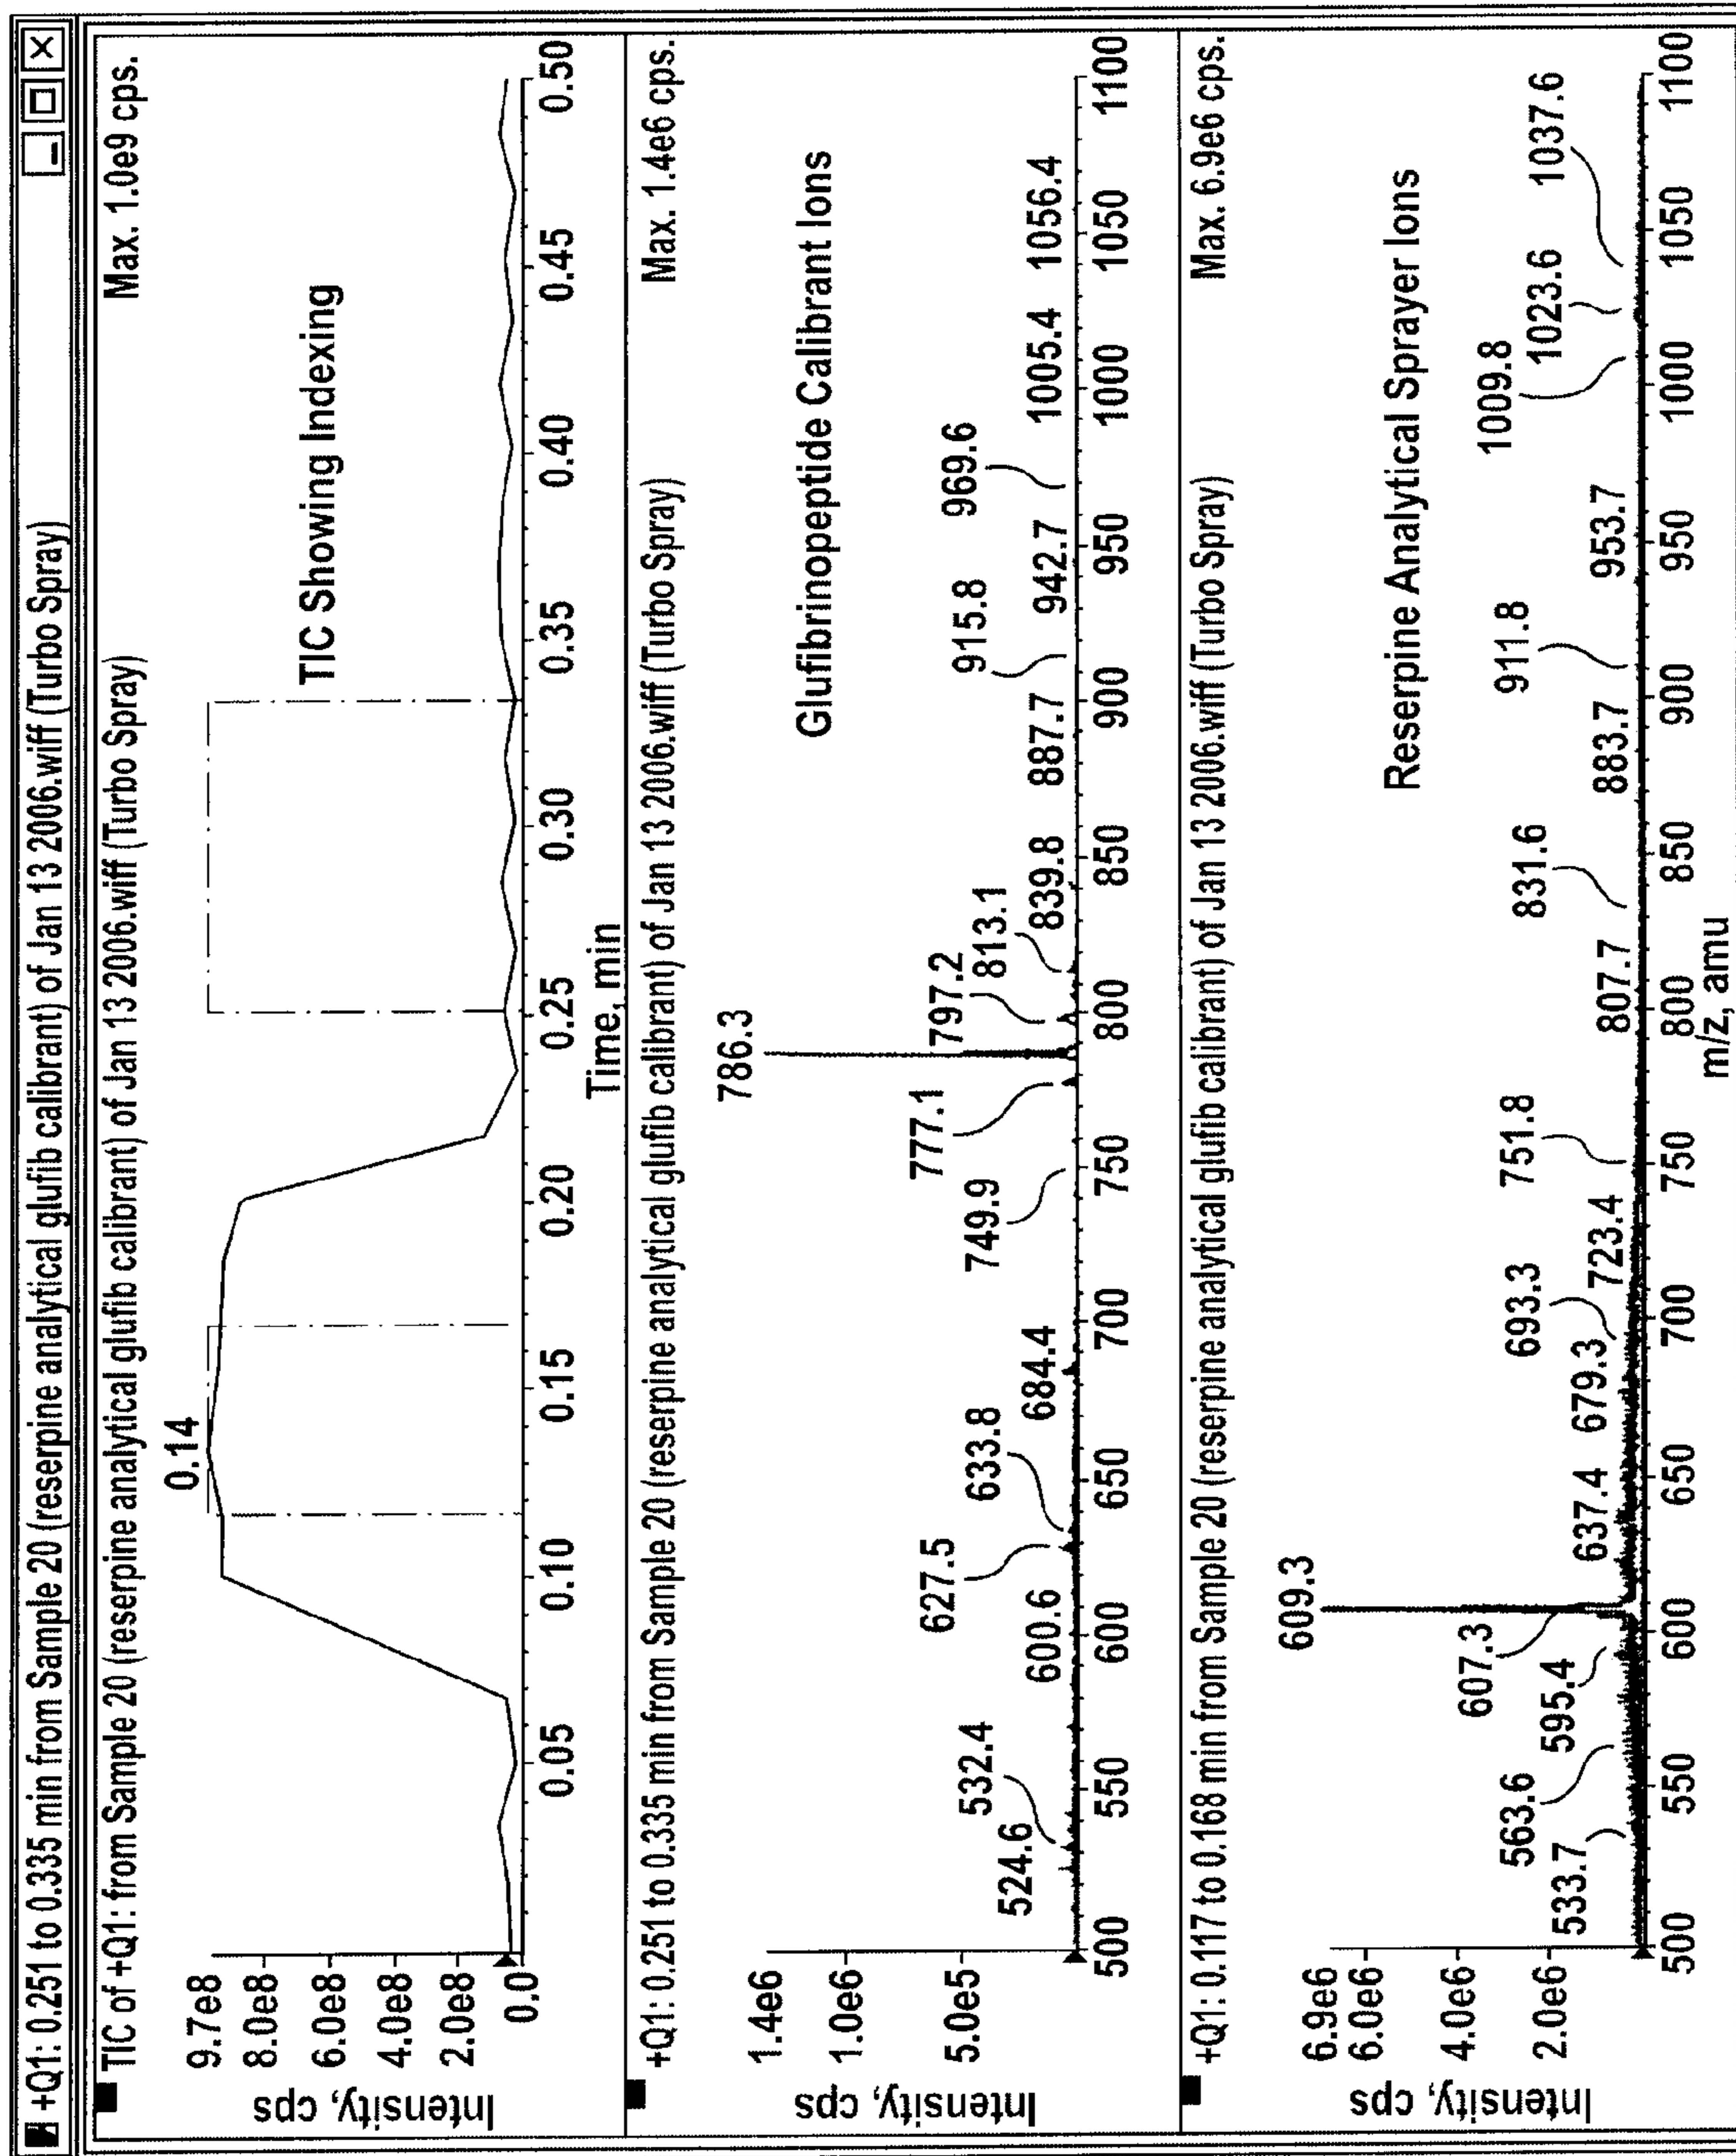 +Q1: 0.251 to 0.335 min from Sample 20 (reserpine analytical glufib calibrant) of Jan 13 2006.wiff (Turbo Spray)
TIC of +Q1: from Sample 20 (reserpine analytical glufib calibrant) of Jan 13 2006.wiff (Turbo Spray)
Max. 1.0e9 cps.
0.14
TIC Showing Indexing
Intensity, cps
9.7e8
8.0e8
6.0e8
4.0e8
2.0e8
0.0
0.05 0.10 0.15 0.20 0.25 0.30 0.35 0.40 0.45 0.50
Time, min
+Q1: 0.251 to 0.335 min from Sample 20 (reserpine analytical glufib calibrant) of Jan 13 2006.wiff (Turbo Spray)
Max. 1.4e6 cps.
Glufibrinopeptide Calibrant Ions
Intensity, cps
1.4e6
1.0e6
5.0e5
524.6
532.4
600.6
627.5
633.8
684.4
749.9
777.1
786.3
797.2
813.1
839.8
887.7
915.8
942.7
969.6
1005.4
1056.4
500 550 600 650 700 750 800 850 900 950 1000 1050 1100
+Q1: 0.117 to 0.168 min from Sample 20 (reserpine analytical glufib calibrant) of Jan 13 2006.wiff (Turbo Spray)
Max. 6.9e6 cps.
Reserpine Analytical Sprayer Ions
Intensity, cps
6.9e6
6.0e6
4.0e6
2.0e6
533.7
563.6
595.4
607.3
609.3
637.4
679.3
693.3
723.4
751.8
807.7
831.6
883.7
911.8
953.7
1009.8
1023.6
1037.6
500 550 600 650 700 750 800 850 900 950 1000 1050 1100
m/z, amu